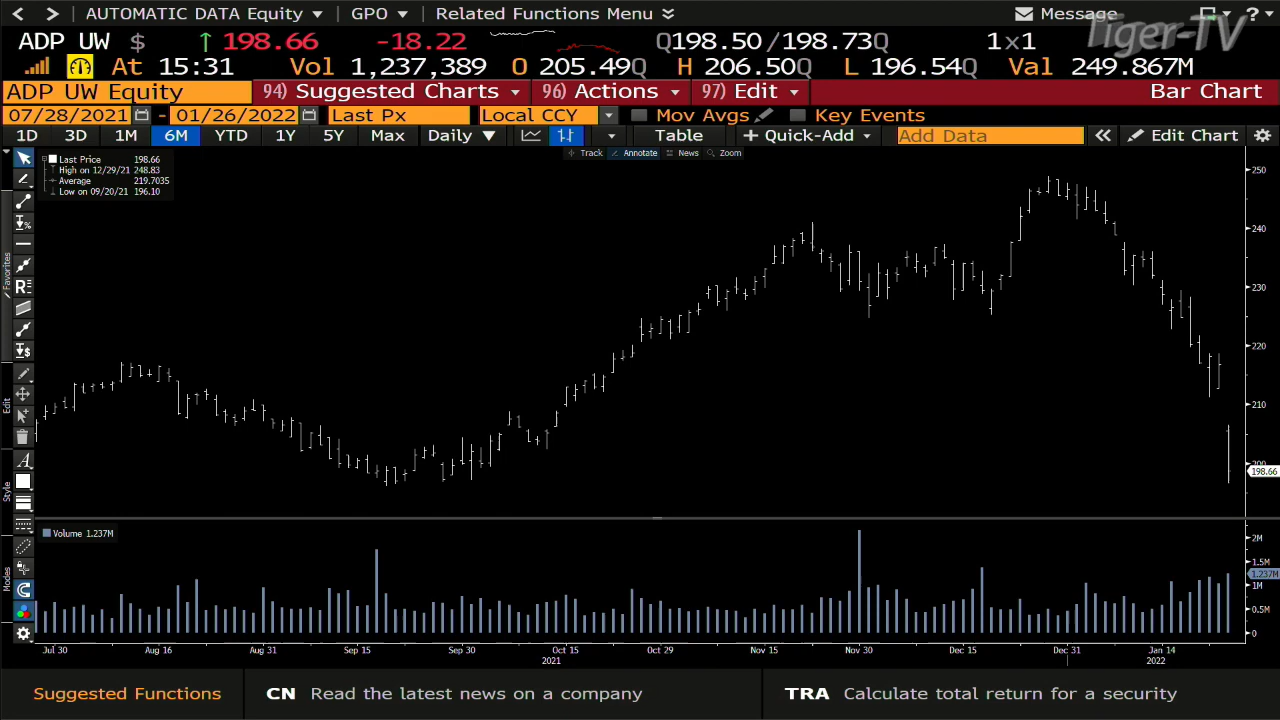 AUTOMATIC DATA Equity GPO Related Functions Menu Message ?
Tiger-TV
ADP UW $ ↑ 198.66 -18.22 Q198.50/198.73Q 1x1
At 15:31 Vol 1,237,389 O 205.49Q H 206.50Q L 196.54Q Val 249.867M
ADP UW Equity 94) Suggested Charts 96) Actions 97) Edit Bar Chart
07/28/2021 - 01/26/2022 Last Px Local CCY Mov Avgs Key Events
1D 3D 1M 6M YTD 1Y 5Y Max Daily ▼ Table + Quick-Add Add Data Edit Chart
Track Annotate News Zoom
Last Price 198.66
High on 12/29/21 248.83
Average 219.7035
Low on 09/20/21 196.10
Favorites
Edit
Style
Modes
250
240
230
220
210
200
198.66
Volume 1.237M
2M
1.5M
1.237M
1M
0.5M
0
Jul 30 Aug 16 Aug 31 Sep 15 Oct 15 Oct 29 Nov 15 Nov 30 Dec 15 Dec 31 Jan 14
2021 2022
Suggested Functions CN Read the latest news on a company TRA Calculate total return for a security